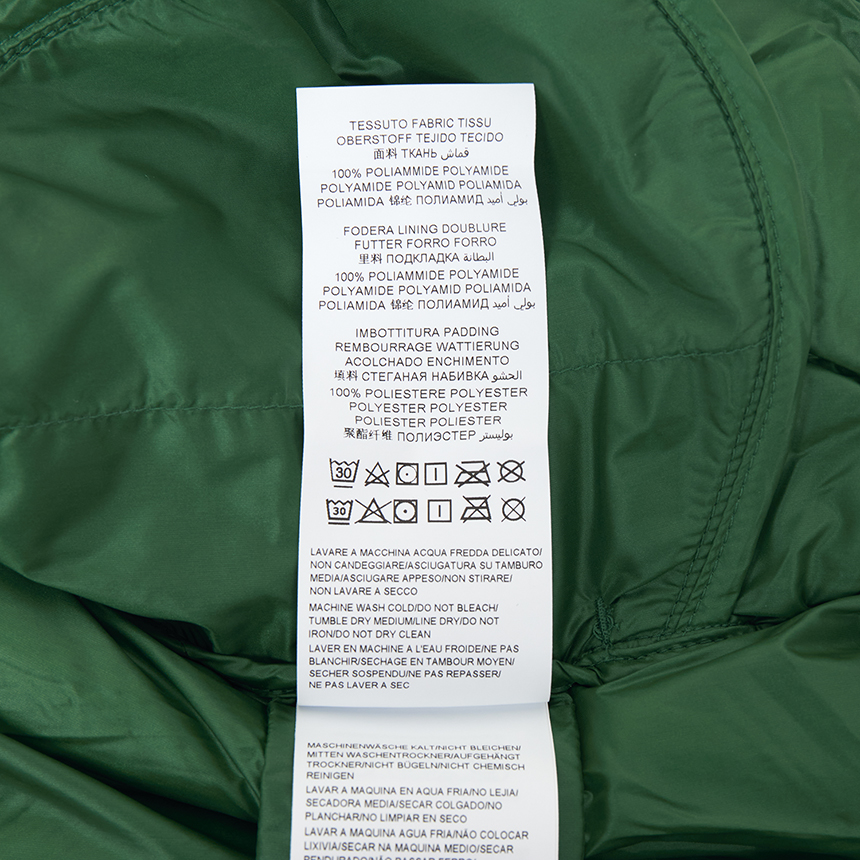 TESSUTO FABRIC TISSU
OBERSTOFF TEJIDO TECIDO
面料 ТКАНЬ قماش
100% POLIAMMIDE POLYAMIDE
POLYAMIDE POLYAMID POLIAMIDA
POLIAMIDA 锦纶 ПОЛИАМИД بولي أميد
FODERA LINING DOUBLURE
FUTTER FORRO FORRO
里料 ПОДКЛАДКА البطانة
100% POLIAMMIDE POLYAMIDE
POLYAMIDE POLYAMID POLIAMIDA
POLIAMIDA 锦纶 ПОЛИАМИД بولي أميد
IMBOTTITURA PADDING
REMBOURRAGE WATTIERUNG
ACOLCHADO ENCHIMENTO
填料 СТЕГАНАЯ НАБИВКА الحشو
100% POLIESTERE POLYESTER
POLYESTER POLYESTER
POLIESTER POLIESTER
聚酯纤维 ПОЛИЭСТЕР بوليستر
30
30
LAVARE A MACCHINA ACQUA FREDDA DELICATO/
NON CANDEGGIARE/ASCIUGATURA SU TAMBURO
MEDIA/ASCIUGARE APPESO/NON STIRARE/
NON LAVARE A SECCO
MACHINE WASH COLD/DO NOT BLEACH/
TUMBLE DRY MEDIUM/LINE DRY/DO NOT
IRON/DO NOT DRY CLEAN
LAVER EN MACHINE A L'EAU FROIDE/NE PAS
BLANCHIR/SECHAGE EN TAMBOUR MOYEN/
SECHER SOSPENDU/NE PAS REPASSER/
NE PAS LAVER A SEC
MASCHINENWÄSCHE KALT/NICHT BLEICHEN/
MITTEN WASCHENTROCKNER/AUFGEHÄNGT
TROCKNER/NICHT BÜGELN/NICHT CHEMISCH
REINIGEN
LAVAR A MAQUINA EN AGUA FRIA/NO LEJIA/
SECADORA MEDIA/SECAR COLGADO/NO
PLANCHAR/NO LIMPIAR EN SECO
LAVAR A MAQUINA AGUA FRIA/NÃO COLOCAR
LIXIVIA/SECAR NA MAQUINA MEDIO/SECAR
PENDURADO/NÃO PASSAR FERRO/